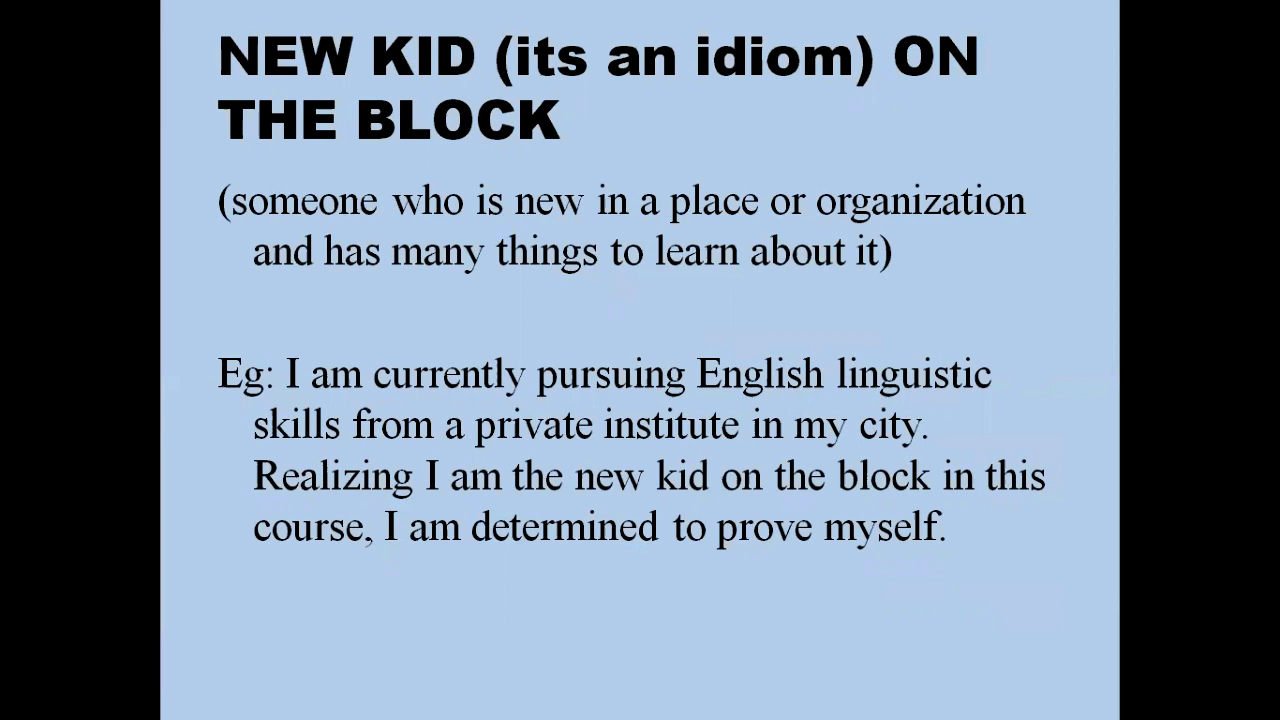 NEW KID (its an idiom) ON
THE BLOCK
(someone who is new in a place or organization
and has many things to learn about it)
Eg: I am currently pursuing English linguistic
skills from a private institute in my city.
Realizing I am the new kid on the block in this
course, I am determined to prove myself.